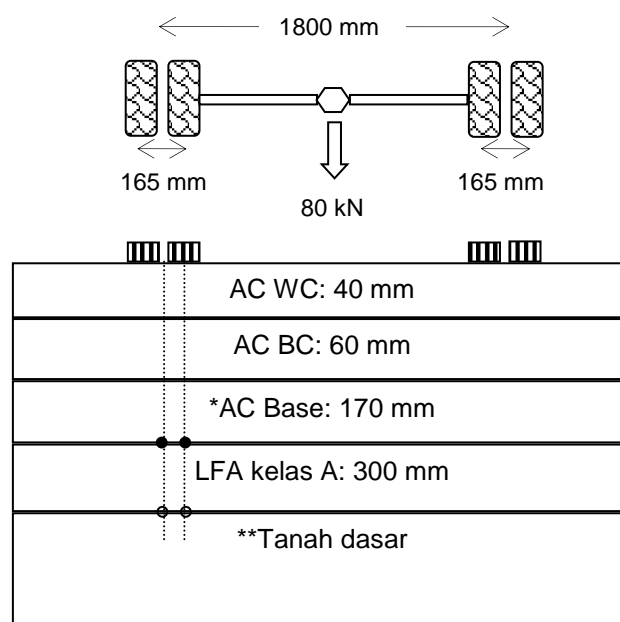 1800 mm
165 mm
165 mm
80 kN
AC WC: 40 mm
AC BC: 60 mm
*AC Base: 170 mm
LFA kelas A: 300 mm
**Tanah dasar